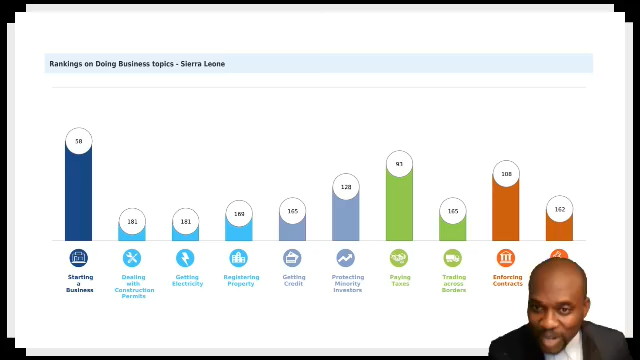 Rankings on Doing Business topics - Sierra Leone
58
181
181
169
165
128
93
165
108
162
Starting
a
Business
Dealing
with
Construction
Permits
Getting
Electricity
Registering
Property
Getting
Credit
Protecting
Minority
Investors
Paying
Taxes
Trading
across
Borders
Enforcing
Contracts